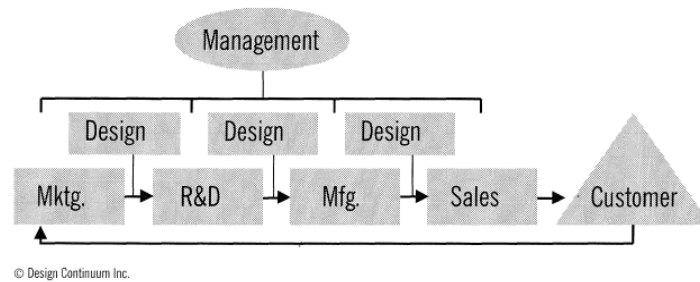 Management
Design
Design
Design
Mktg.
R&D
Mfg.
Sales
Customer
© Design Continuum Inc.